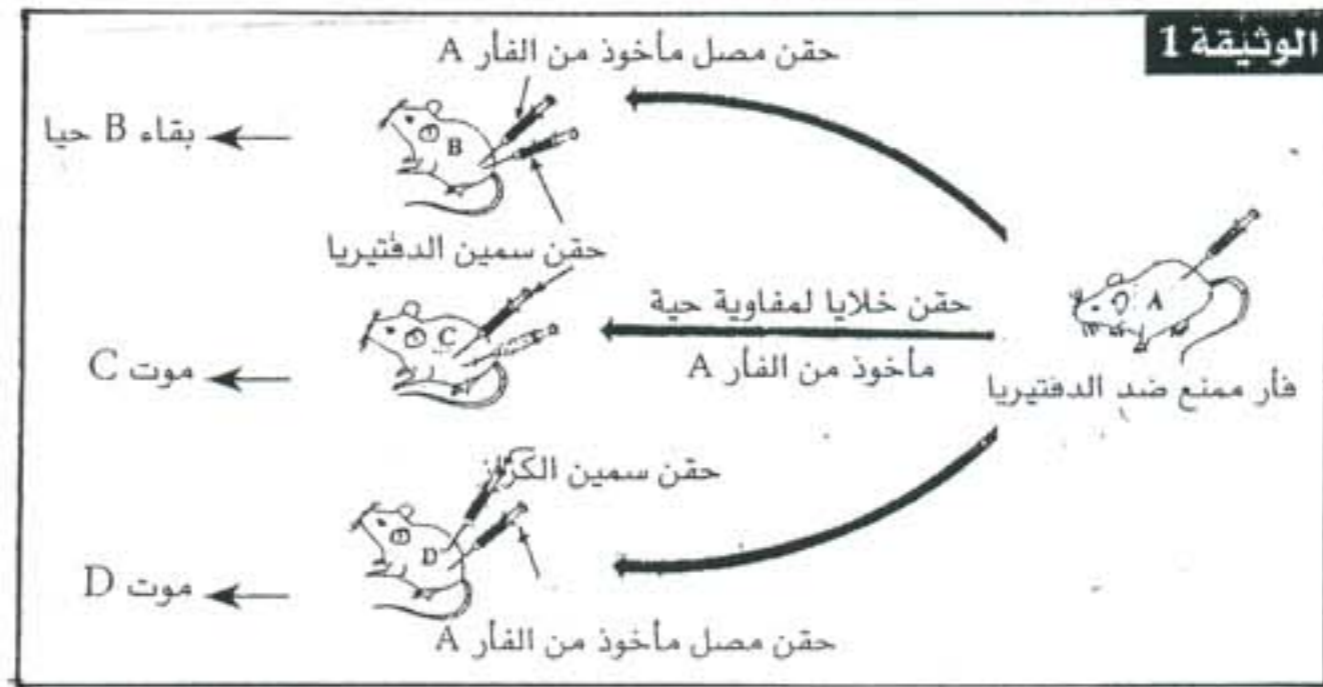 الوثيقة 1
حقن مصل مأخوذ من الفأر A
بقاء B حيا
B
حقن سمين الدفتيريا
حقن خلايا لمفاوية حية
مأخوذ من الفأر A
A
فأر ممنع ضد الدفتيريا
C
موت C
حقن سمين الكزاز
D
موت D
حقن مصل مأخوذ من الفأر A